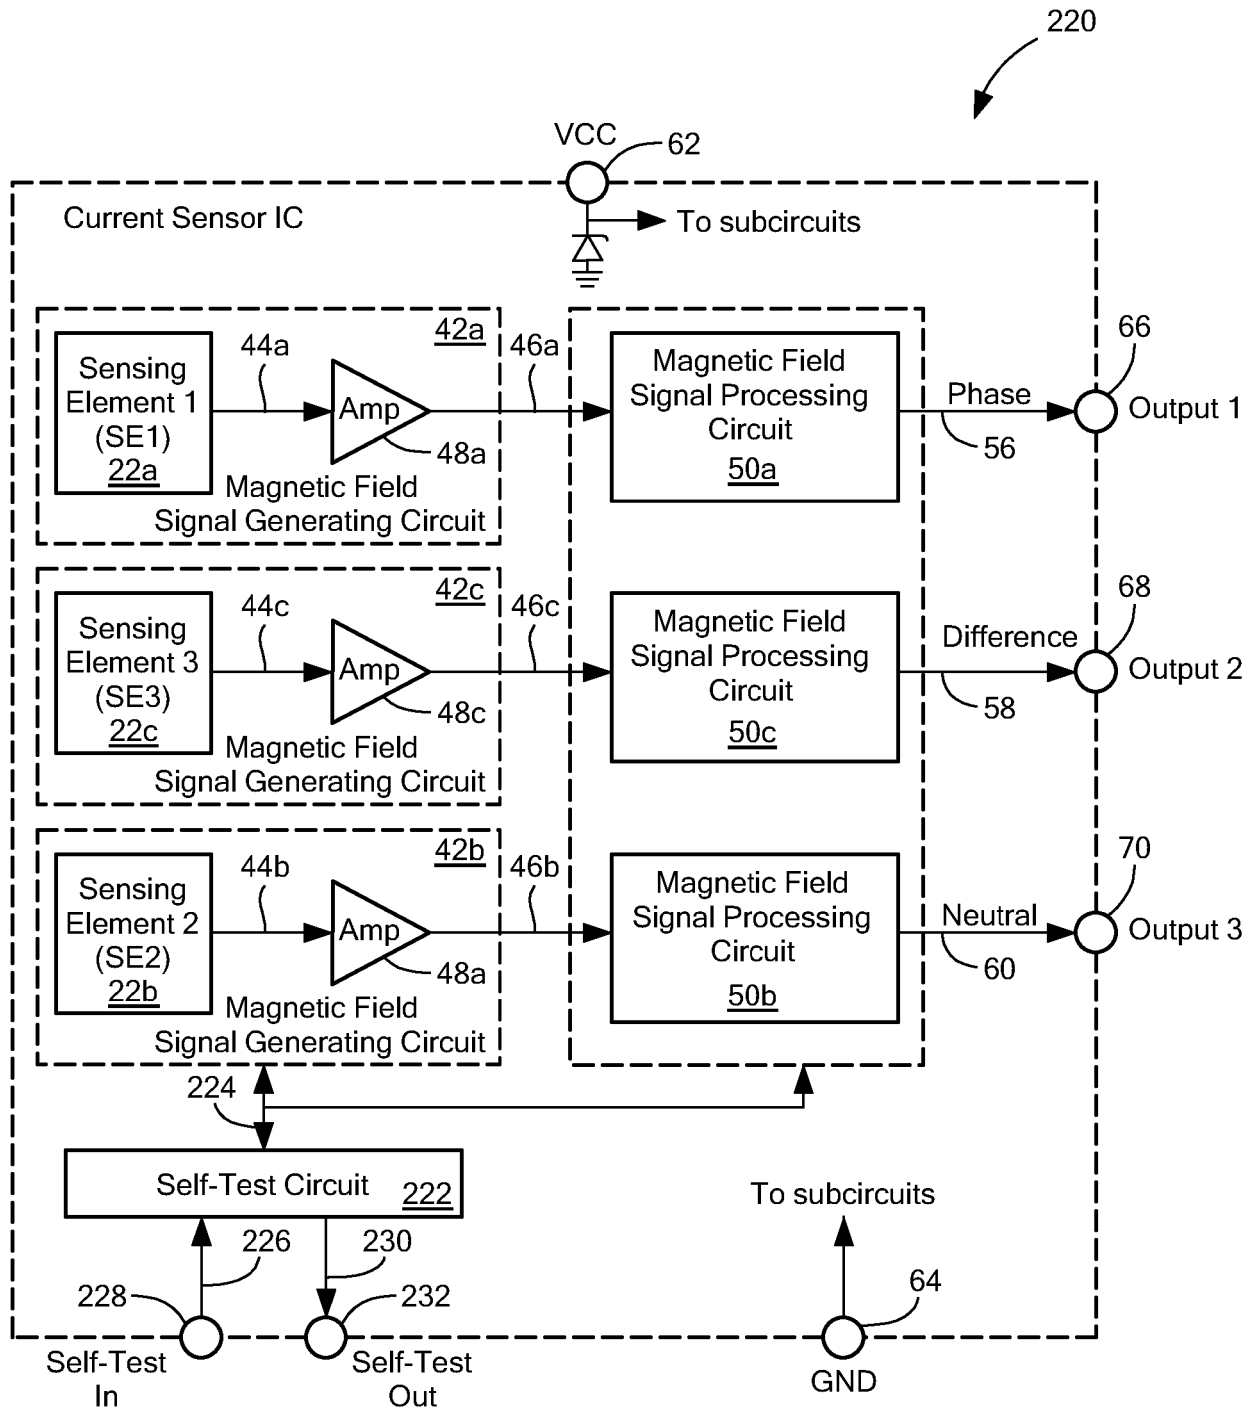 220
VCC
62
Current Sensor IC
To subcircuits
42a
Sensing
Element 1
(SE1)
22a
44a
Amp
48a
Magnetic Field
Signal Generating Circuit
46a
Magnetic Field
Signal Processing
Circuit
50a
Phase
56
66
Output 1
42c
Sensing
Element 3
(SE3)
22c
44c
Amp
48c
Magnetic Field
Signal Generating Circuit
46c
Magnetic Field
Signal Processing
Circuit
50c
Difference
58
68
Output 2
42b
Sensing
Element 2
(SE2)
22b
44b
Amp
48a
Magnetic Field
Signal Generating Circuit
46b
Magnetic Field
Signal Processing
Circuit
50b
Neutral
60
70
Output 3
224
Self-Test Circuit
222
226
230
228
232
Self-Test
In
Self-Test
Out
To subcircuits
64
GND